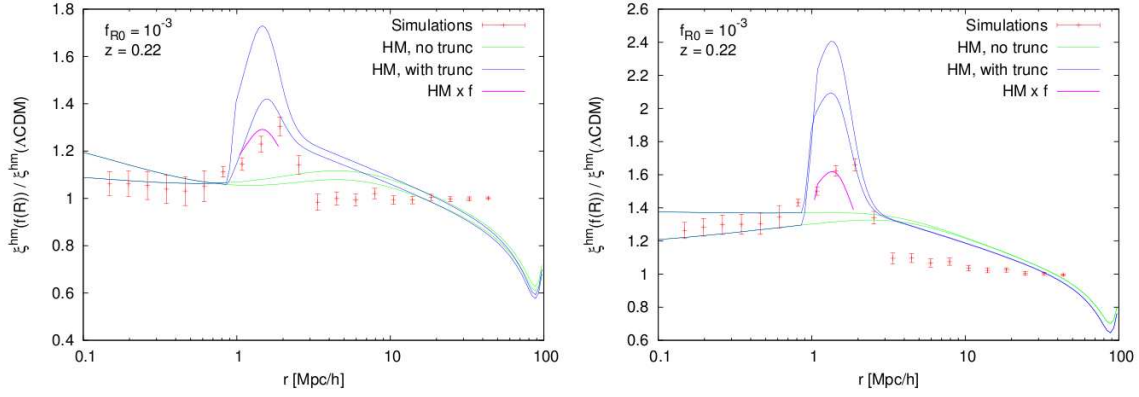 f_R0 = 10^-3
z = 0.22
Simulations
HM, no trunc
HM, with trunc
HM x f
ξ^hm(f(R)) / ξ^hm(ΛCDM)
1.8
1.6
1.4
1.2
1
0.8
0.6
0.4
0.1 1 10 100
r [Mpc/h]
f_R0 = 10^-3
z = 0.22
Simulations
HM, no trunc
HM, with trunc
HM x f
ξ^hm(f(R)) / ξ^hm(ΛCDM)
2.6
2.4
2.2
2
1.8
1.6
1.4
1.2
1
0.8
0.6
0.1 1 10 100
r [Mpc/h]